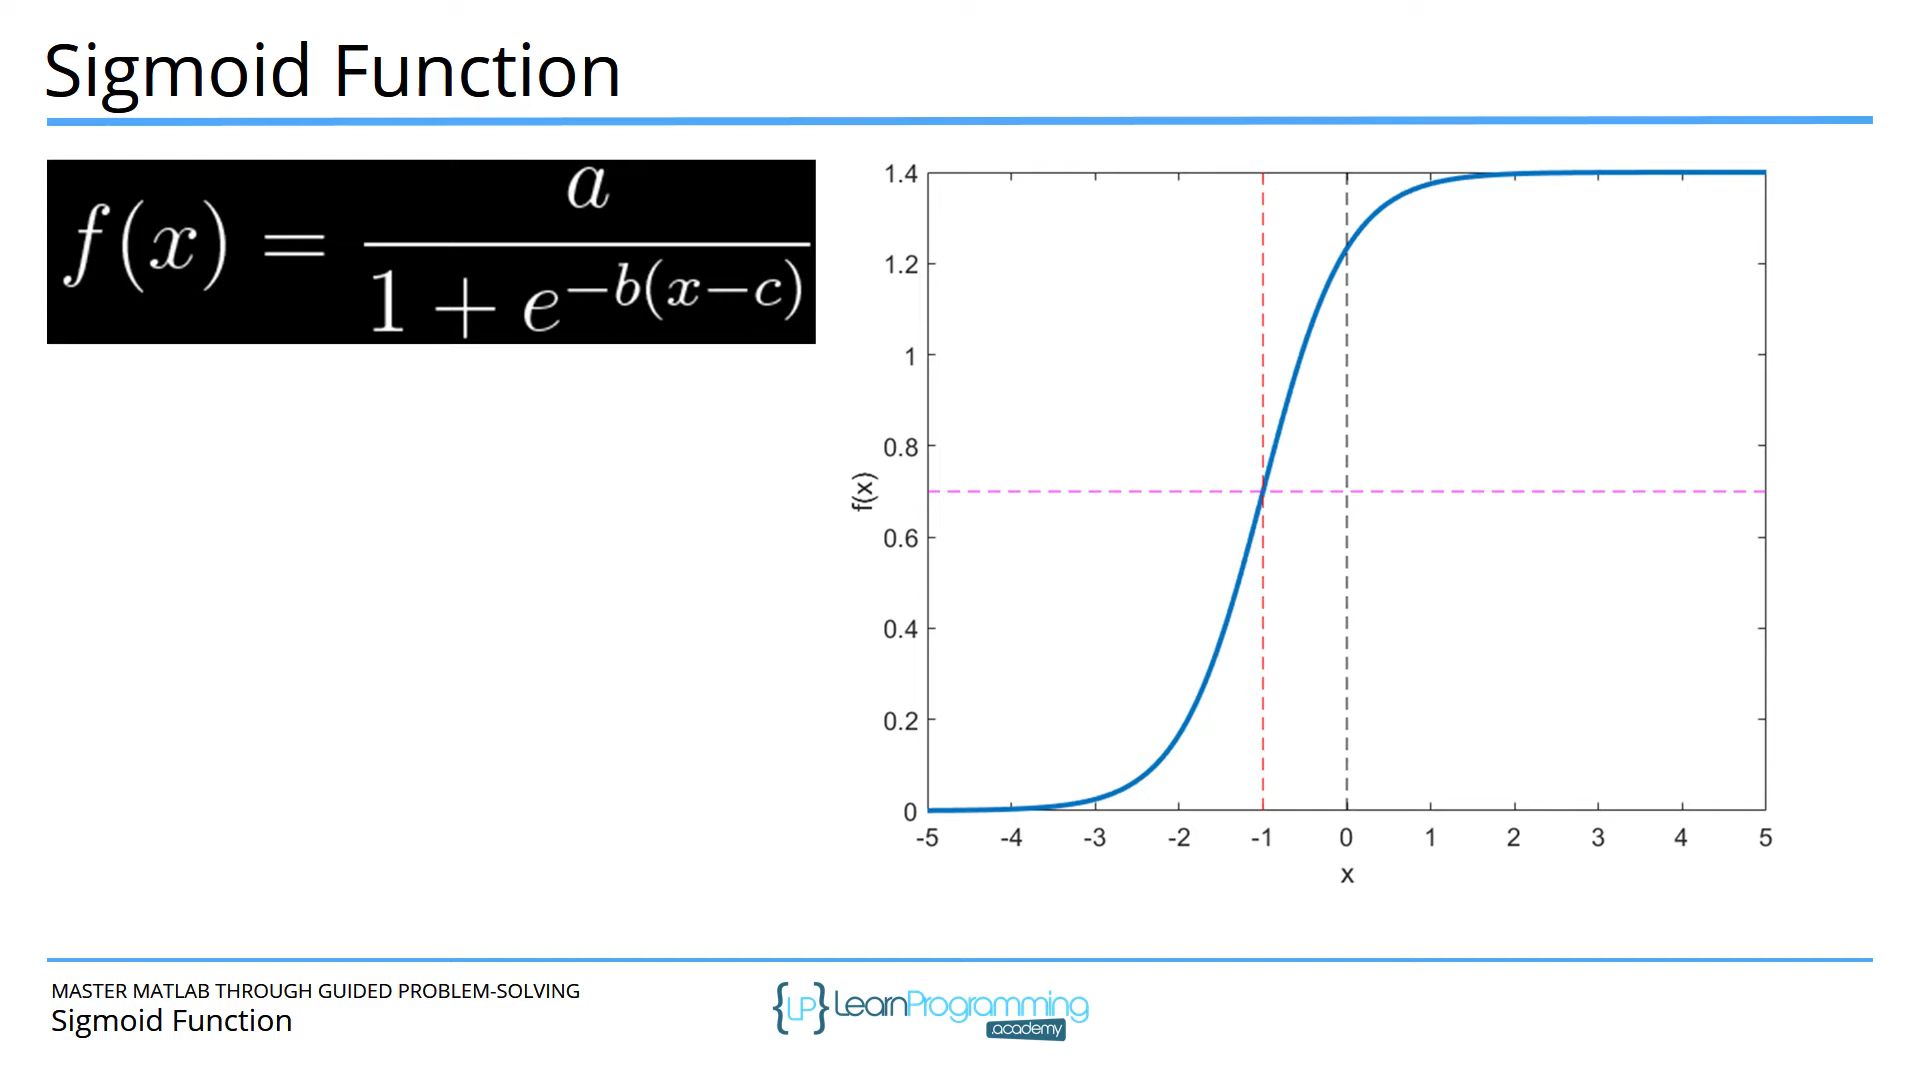 Sigmoid Function
f(x) = a / (1 + e^{-b(x-c)})
1.4
1.2
1
0.8
0.6
0.4
0.2
0
f(x)
-5 -4 -3 -2 -1 0 1 2 3 4 5
x
MASTER MATLAB THROUGH GUIDED PROBLEM-SOLVING
Sigmoid Function
{LP} LearnProgramming
.academy